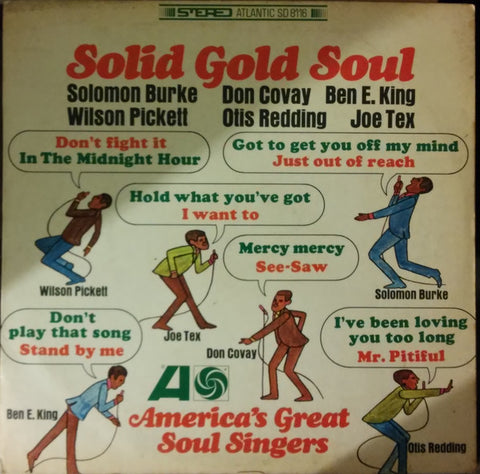 STEREO ATLANTIC SD 8116
Solid Gold Soul
Solomon Burke Don Covay Ben E. King
Wilson Pickett Otis Redding Joe Tex
Don't fight it
In The Midnight Hour
Got to get you off my mind
Just out of reach
Hold what you've got
I want to
Mercy mercy
See-Saw
Wilson Pickett
Solomon Burke
Don't
play that song
Stand by me
Joe Tex
Don Covay
I've been loving
you too long
Mr. Pitiful
Ben E. King
America's Great
Soul Singers
Otis Redding